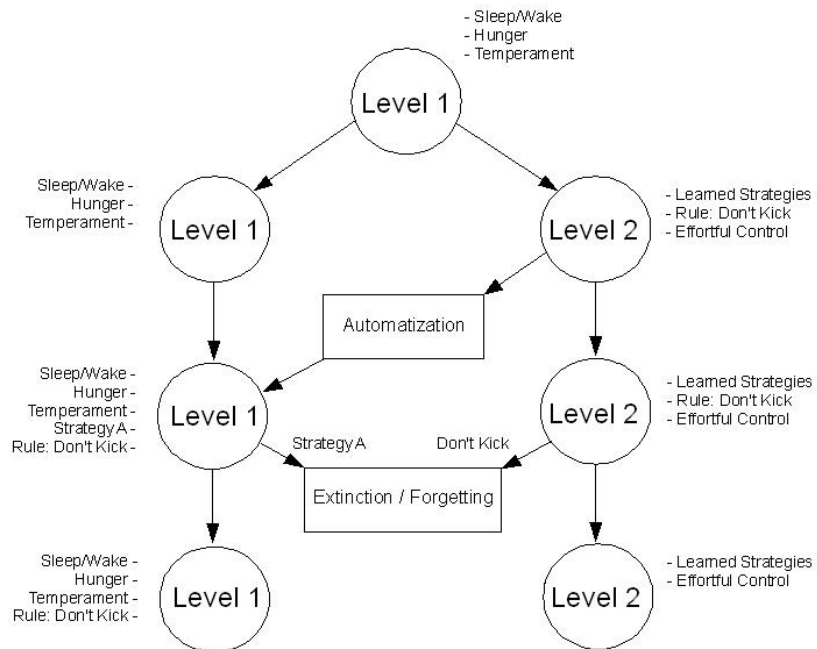 - Sleep/Wake
- Hunger
- Temperament
Level 1
Sleep/Wake -
Hunger -
Temperament -
Level 1
Level 2
- Learned Strategies
- Rule: Don't Kick
- Effortful Control
Automatization
Sleep/Wake -
Hunger -
Temperament -
Strategy A -
Rule: Don't Kick -
Level 1
Level 2
- Learned Strategies
- Rule: Don't Kick
- Effortful Control
Strategy A
Don't Kick
Extinction / Forgetting
Sleep/Wake -
Hunger -
Temperament -
Rule: Don't Kick -
Level 1
Level 2
- Learned Strategies
- Effortful Control